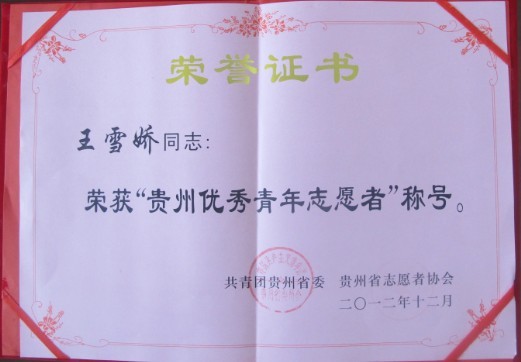 荣誉证书
王雪娇同志：
荣获“贵州优秀青年志愿者”称号。
共青团贵州省委 贵州省志愿者协会
二〇一二年十二月